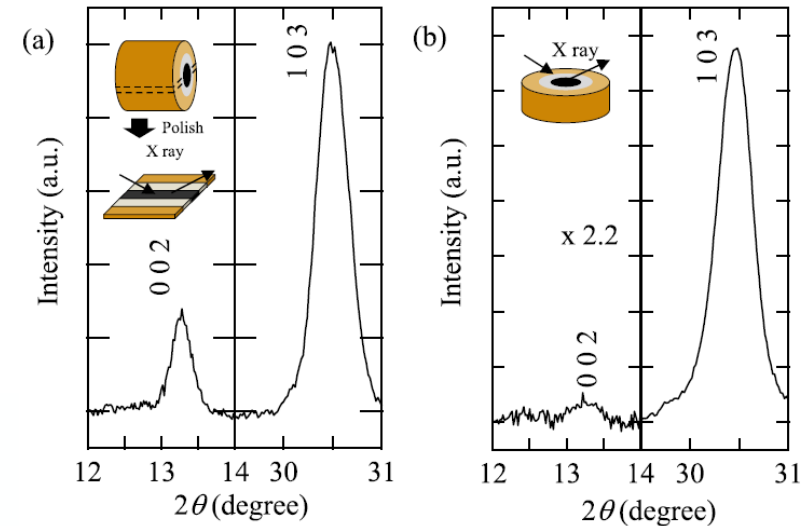 (a)
Polish
X ray
0 0 2
1 0 3
Intensity (a.u.)
12
13
14
30
31
2θ (degree)
(b)
X ray
x 2.2
0 0 2
1 0 3
Intensity (a.u.)
12
13
14
30
31
2θ (degree)